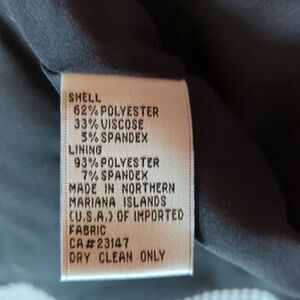 SHELL
62% POLYESTER
33% VISCOSE
5% SPANDEX
LINING
93% POLYESTER
7% SPANDEX
MADE IN NORTHERN
MARIANA ISLANDS
(U.S.A.) OF IMPORTED
FABRIC
CA#23147
DRY CLEAN ONLY